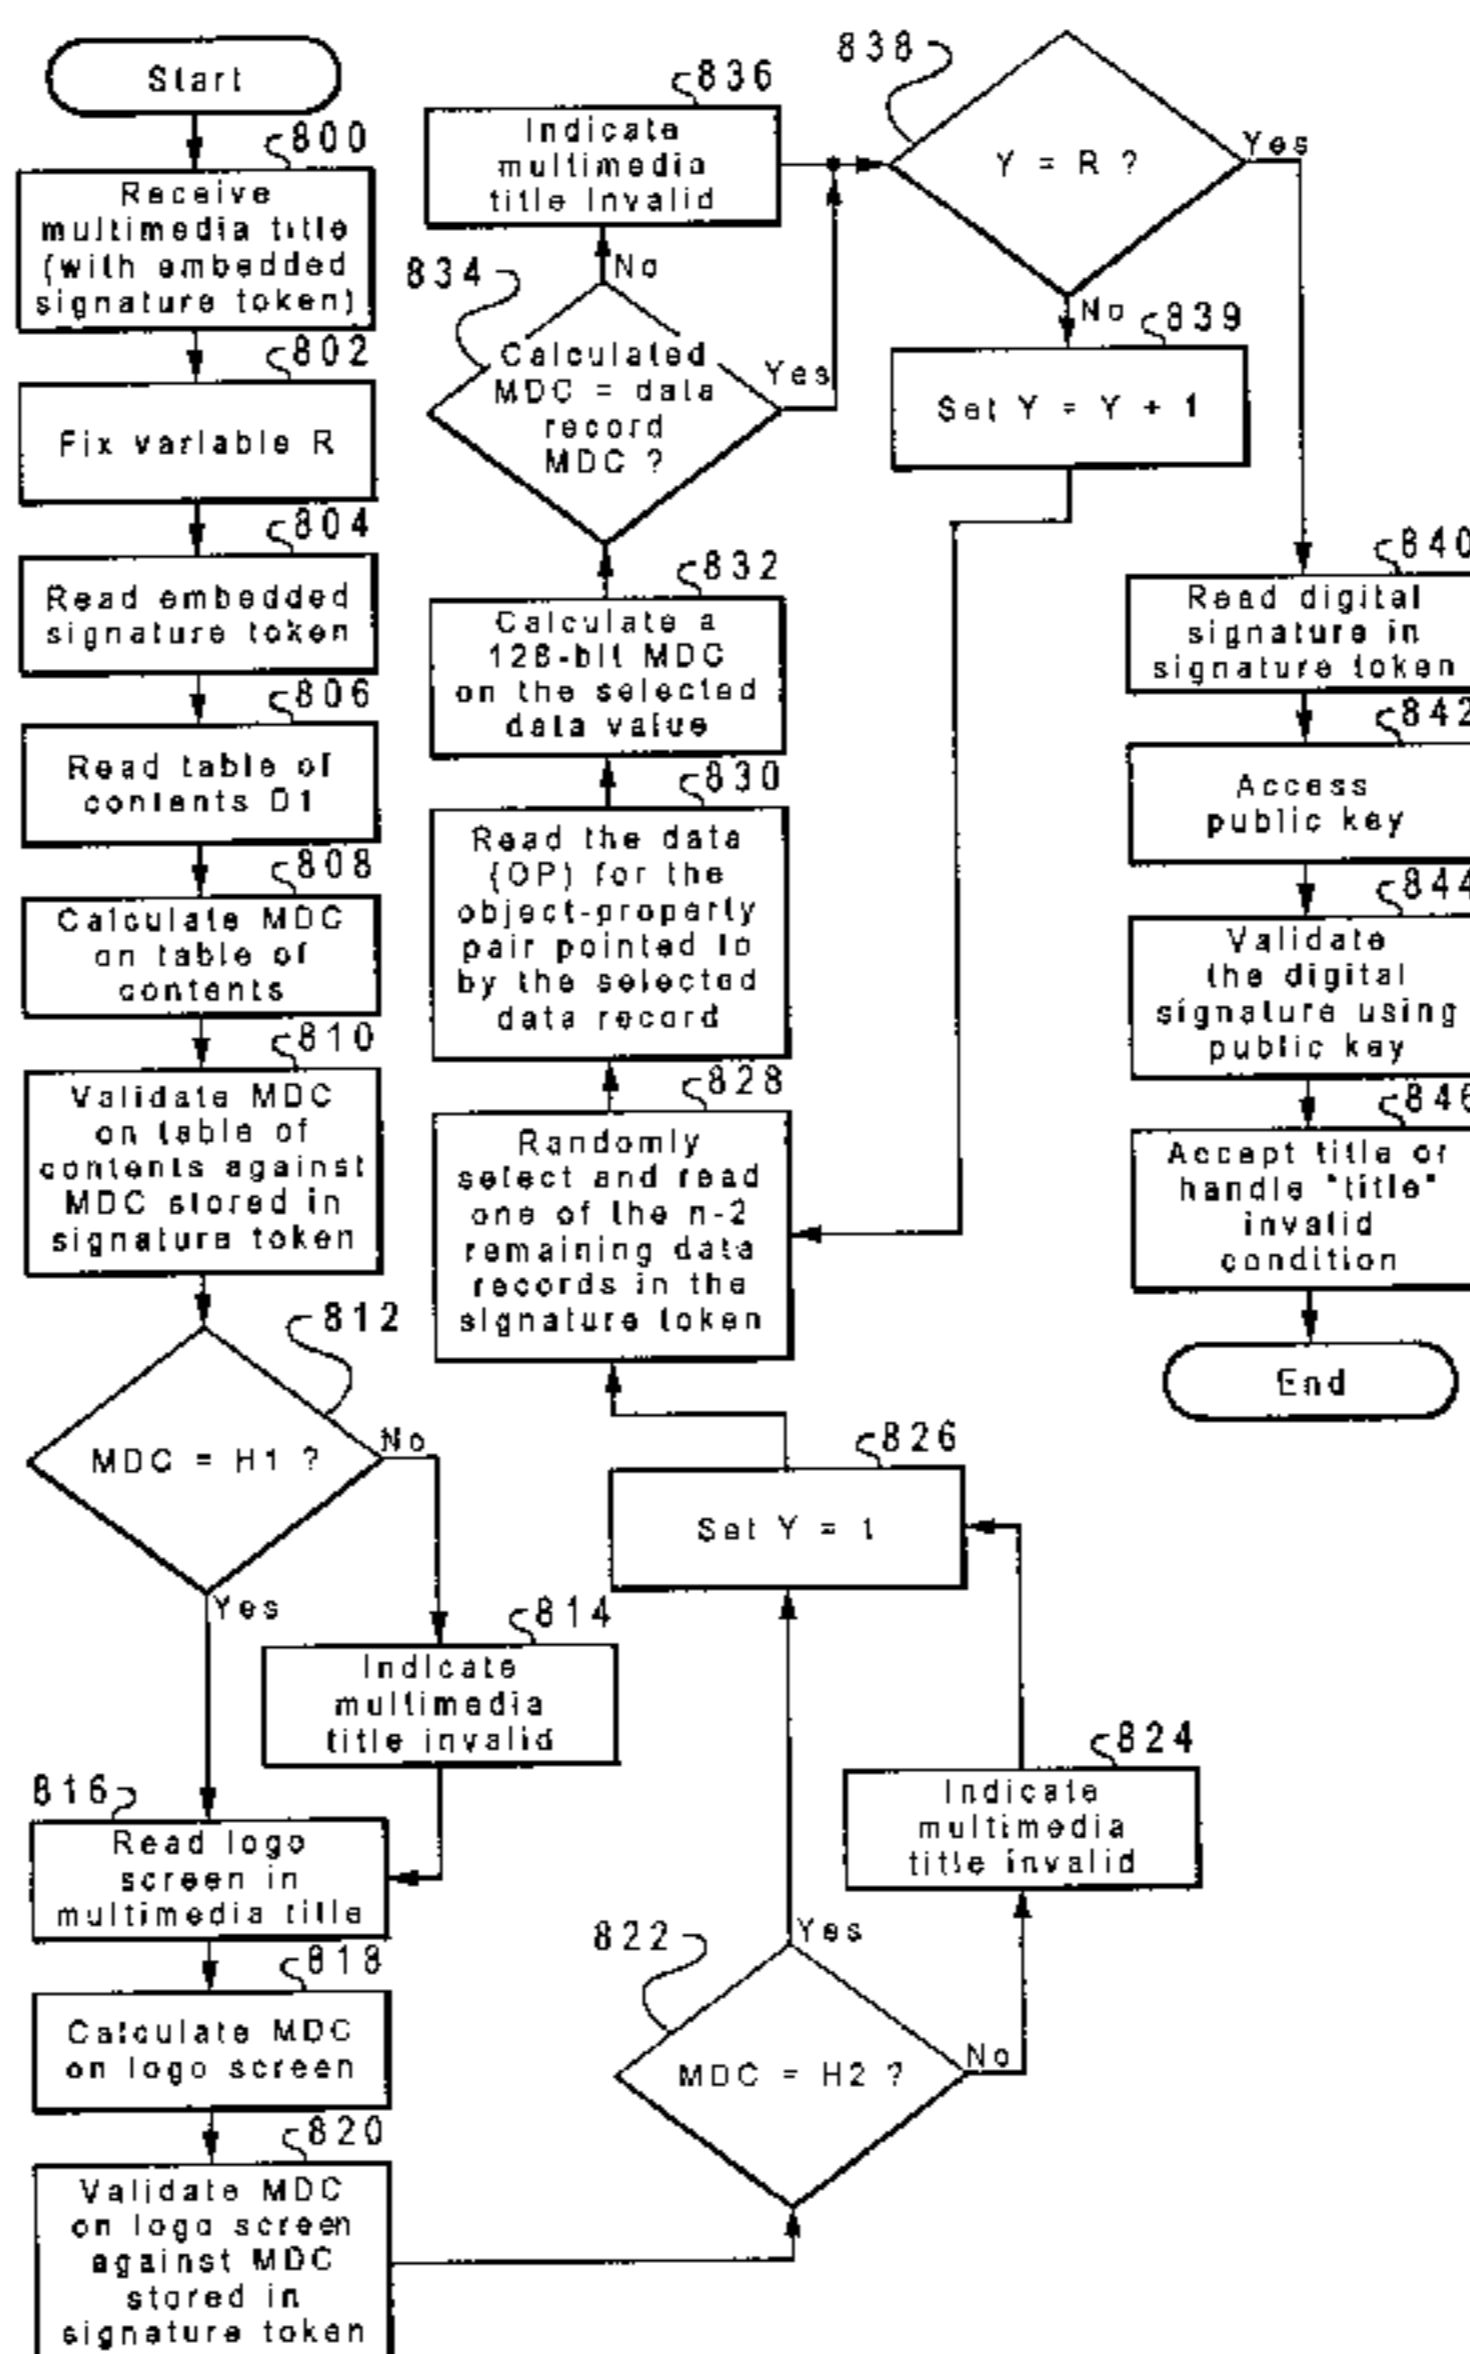 Start
800
Receive
multimedia title
(with embedded
signature token)
802
Fix variable R
804
Read embedded
signature token
806
Read table of
contents D1
808
Calculate MDC
on table of
contents
810
Validate MDC
on table of
contents against
MDC stored in
signature token
812
MDC = H1 ?
No
Yes
814
Indicate
multimedia
title invalid
816
Read logo
screen in
multimedia title
818
Calculate MDC
on logo screen
820
Validate MDC
on logo screen
against MDC
stored in
signature token
822
MDC = H2 ?
Yes
No
824
Indicate
multimedia
title invalid
826
Set Y = 1
828
Randomly
select and read
one of the n-2
remaining data
records in the
signature token
830
Read the data
(OP) for the
object-property
pair pointed to
by the selected
data record
832
Calculate a
128-bit MDC
on the selected
data value
834
Calculated
MDC = data
record
MDC ?
No
Yes
836
Indicate
multimedia
title Invalid
838
Y = R ?
Yes
No
839
Set Y = Y + 1
840
Read digital
signature in
signature token
842
Access
public key
844
Validate
the digital
signature using
public key
846
Accept title or
handle "title"
invalid
condition
End